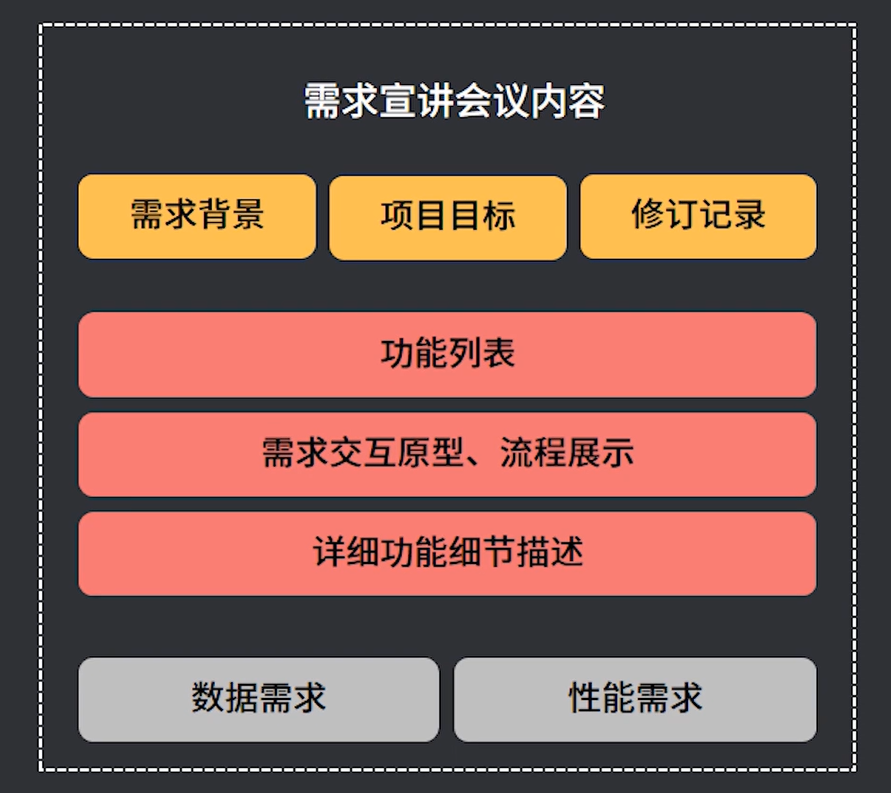 需求宣讲会议内容
需求背景 项目目标 修订记录
功能列表
需求交互原型、流程展示
详细功能细节描述
数据需求 性能需求